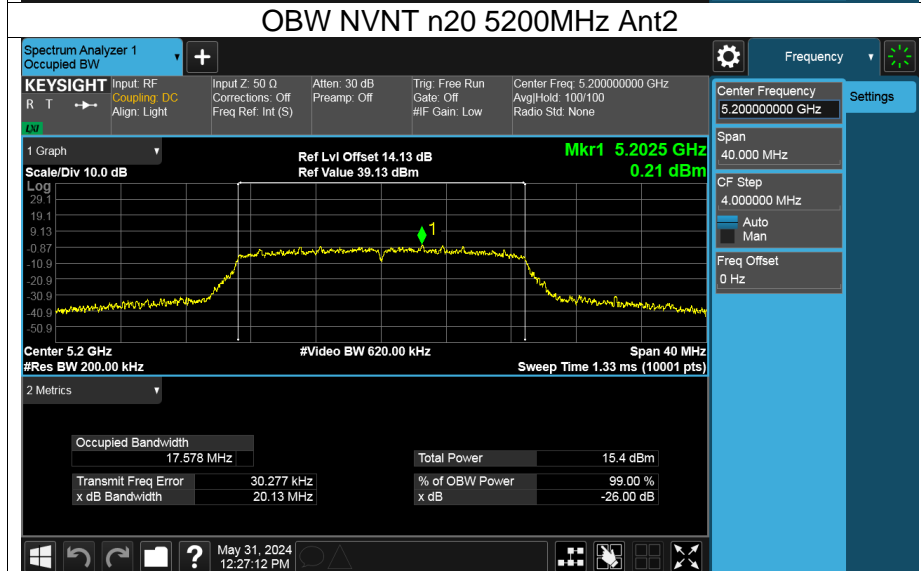 OBW NVNT n20 5200MHz Ant2
Spectrum Analyzer 1
Occupied BW
+
Frequency
KEYSIGHT
R T
LXI
Input: RF
Coupling: DC
Align: Light
Input Z: 50 Ω
Corrections: Off
Freq Ref: Int (S)
Atten: 30 dB
Preamp: Off
Trig: Free Run
Gate: Off
#IF Gain: Low
Center Freq: 5.200000000 GHz
Avg|Hold: 100/100
Radio Std: None
Center Frequency
5.200000000 GHz
Settings
Span
40.000 MHz
CF Step
4.000000 MHz
Auto
Man
Freq Offset
0 Hz
1 Graph
Scale/Div 10.0 dB
Ref Lvl Offset 14.13 dB
Ref Value 39.13 dBm
Mkr1 5.2025 GHz
0.21 dBm
Log
29.1
19.1
9.13
-0.87
-10.9
-20.9
-30.9
-40.9
-50.9
1
Center 5.2 GHz
#Res BW 200.00 kHz
#Video BW 620.00 kHz
Span 40 MHz
Sweep Time 1.33 ms (10001 pts)
2 Metrics
Occupied Bandwidth
17.578 MHz
Total Power 15.4 dBm
Transmit Freq Error 30.277 kHz
% of OBW Power 99.00 %
x dB Bandwidth 20.13 MHz
x dB -26.00 dB
?
May 31, 2024
12:27:12 PM